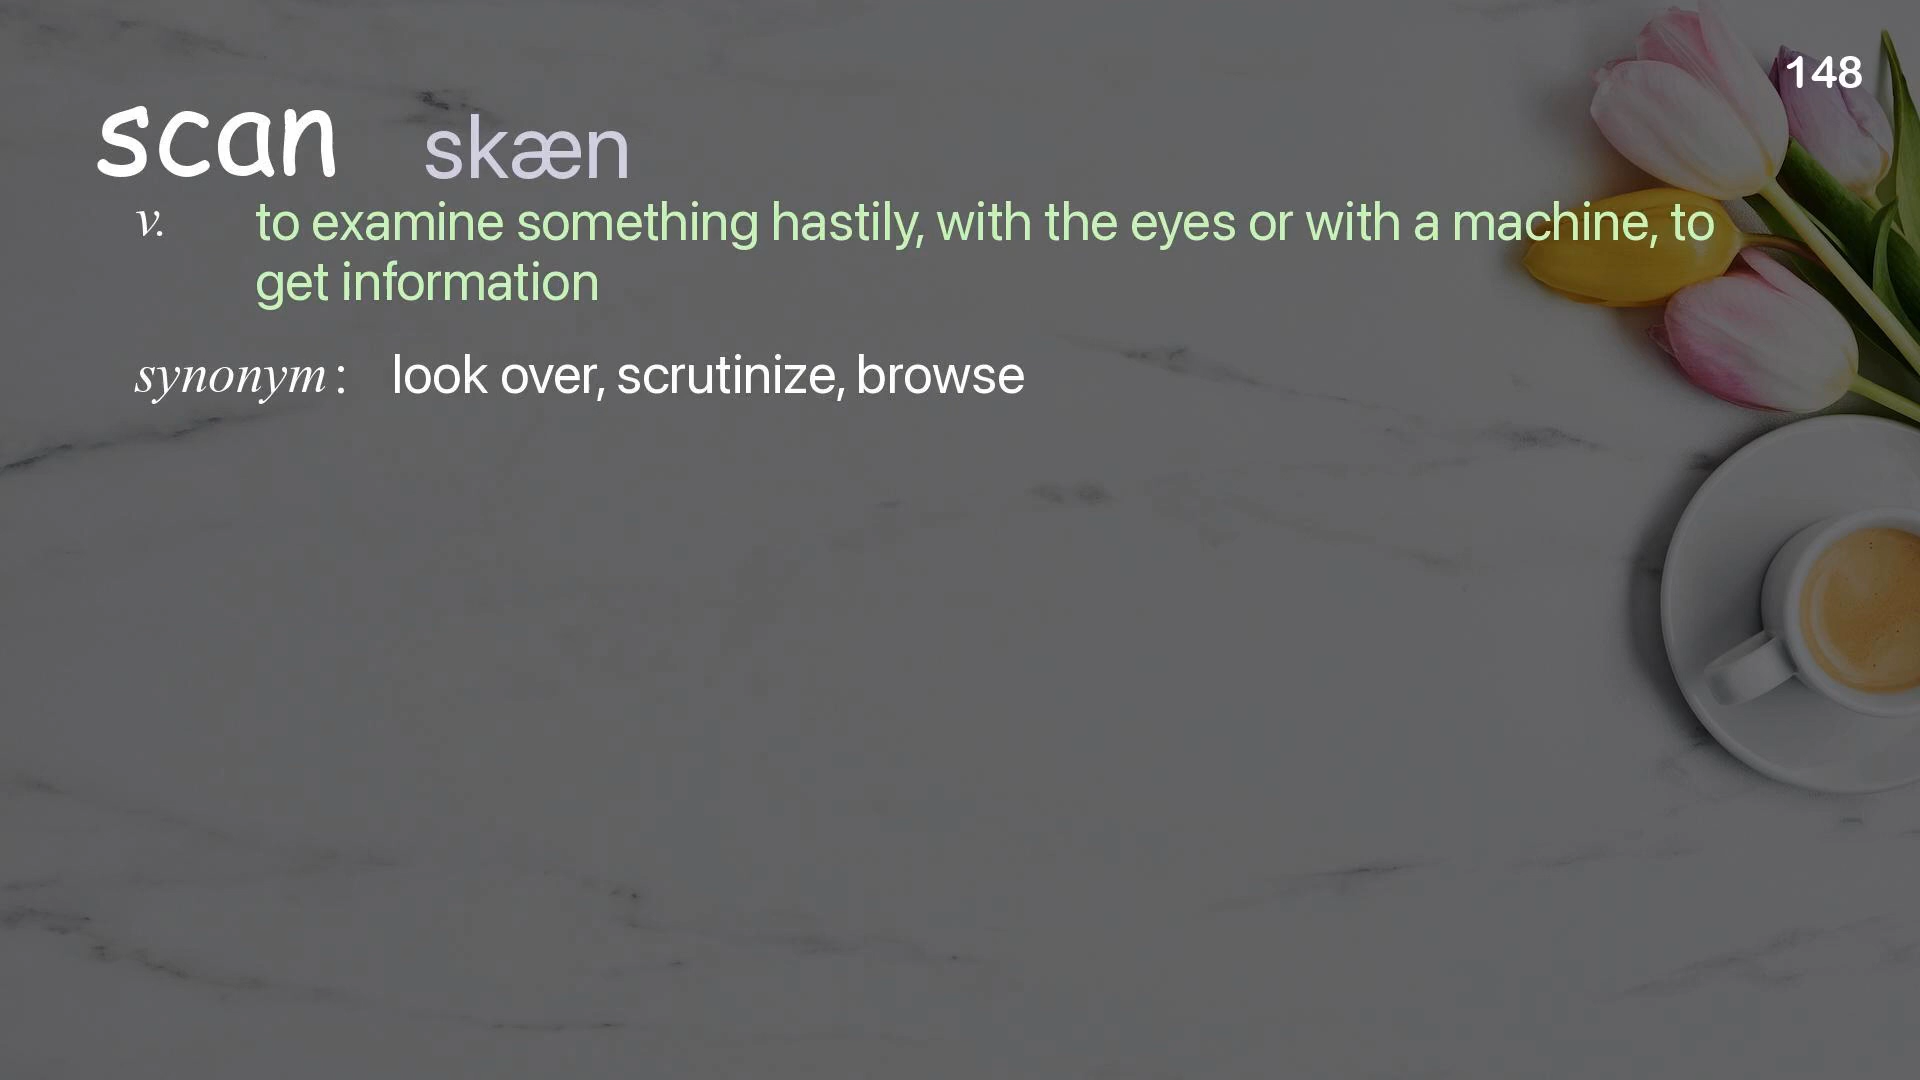 148
scan skæn
v. to examine something hastily, with the eyes or with a machine, to
get information
synonym : look over, scrutinize, browse